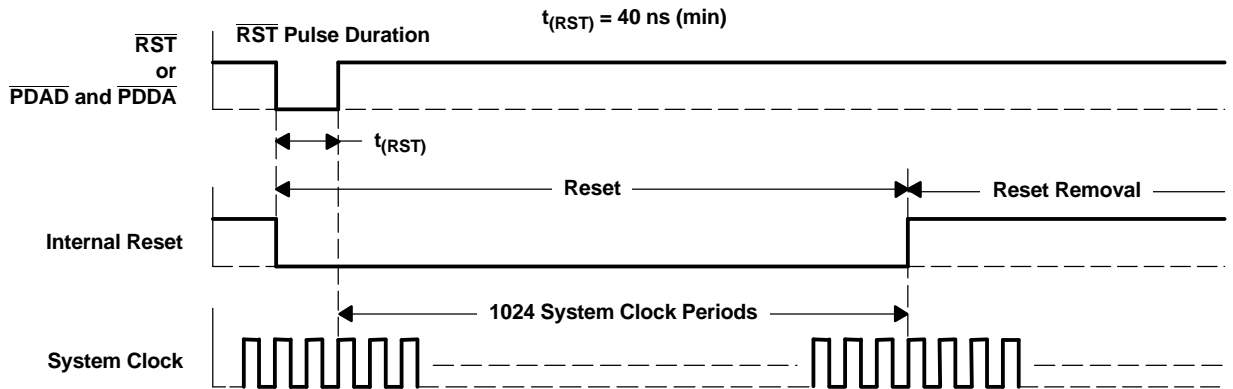 t(RST) = 40 ns (min)
RST Pulse Duration
RST
or
PDAD and PDDA
t(RST)
Reset
Reset Removal
Internal Reset
1024 System Clock Periods
System Clock